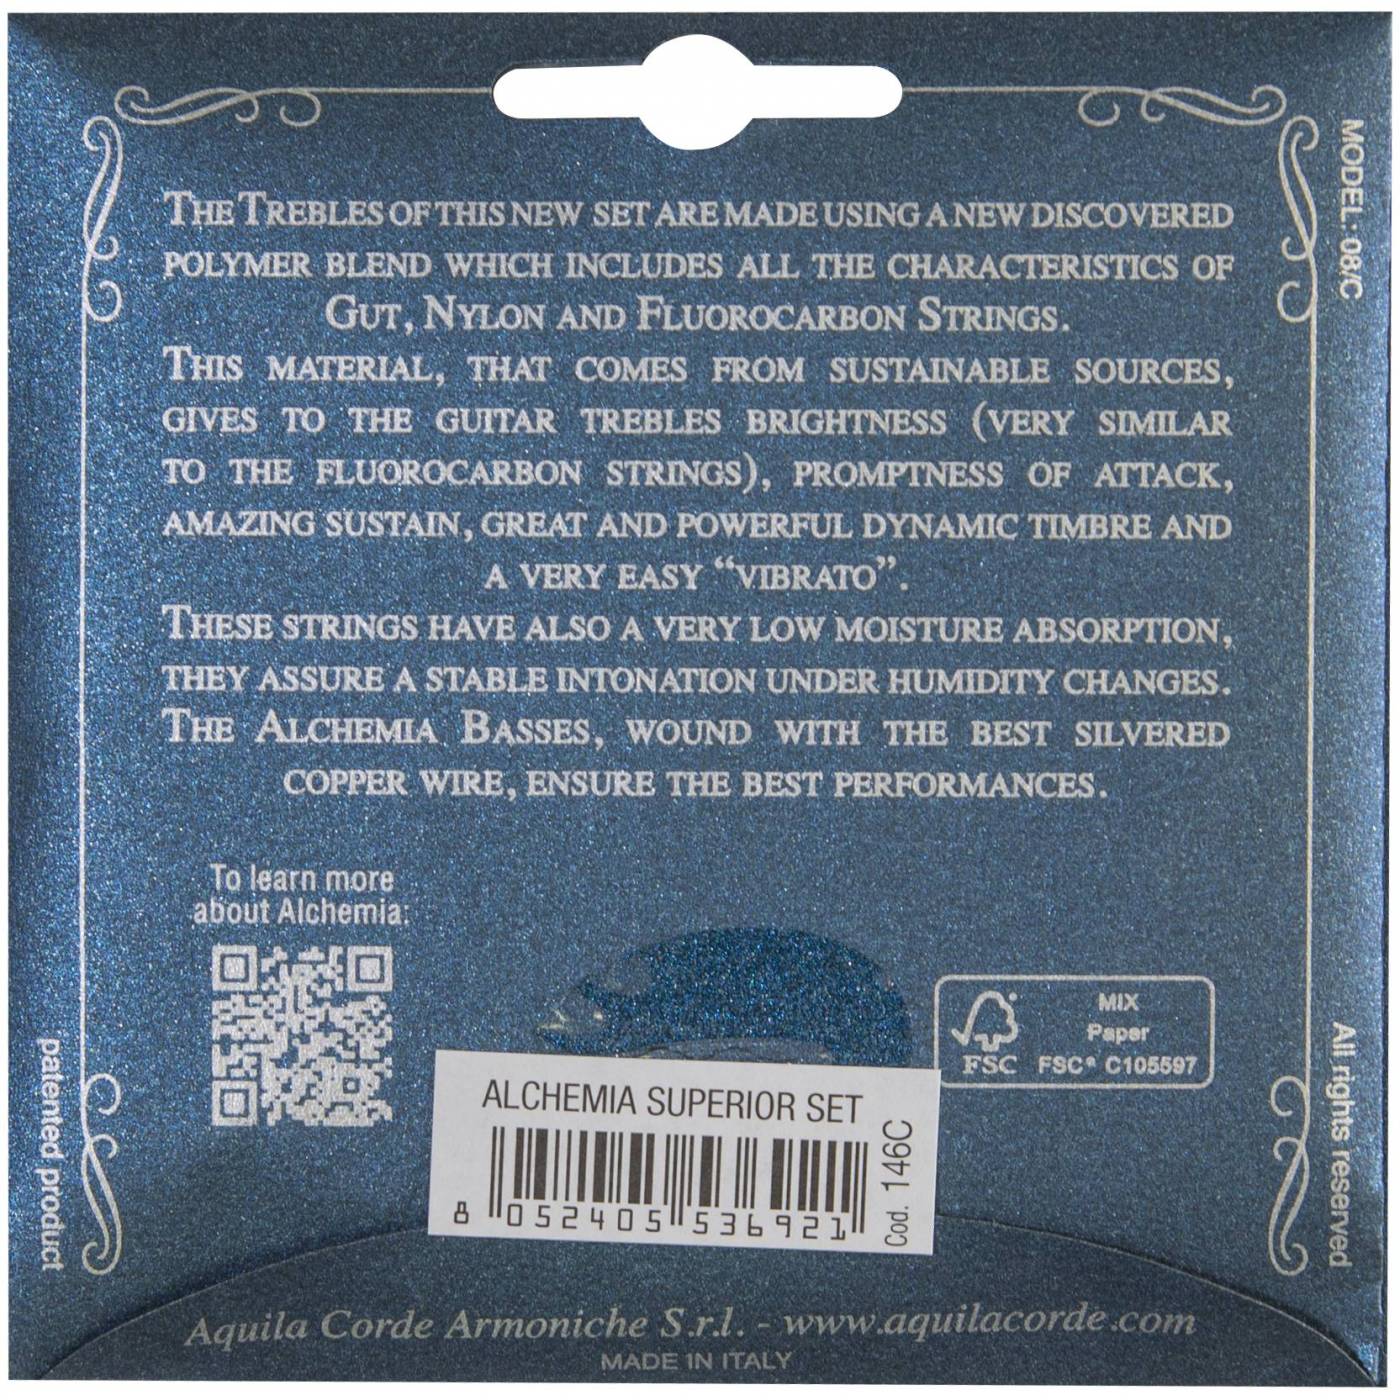 MODEL: 08/C
THE TREBLES OF THIS NEW SET ARE MADE USING A NEW DISCOVERED
POLYMER BLEND WHICH INCLUDES ALL THE CHARACTERISTICS OF
GUT, NYLON AND FLUOROCARBON STRINGS.
THIS MATERIAL, THAT COMES FROM SUSTAINABLE SOURCES,
GIVES TO THE GUITAR TREBLES BRIGHTNESS (VERY SIMILAR
TO THE FLUOROCARBON STRINGS), PROMPTNESS OF ATTACK,
AMAZING SUSTAIN, GREAT AND POWERFUL DYNAMIC TIMBRE AND
A VERY EASY “VIBRATO”.
THESE STRINGS HAVE ALSO A VERY LOW MOISTURE ABSORPTION,
THEY ASSURE A STABLE INTONATION UNDER HUMIDITY CHANGES.
THE ALCHEMIA BASSES, WOUND WITH THE BEST SILVERED
COPPER WIRE, ENSURE THE BEST PERFORMANCES.
To learn more
about Alchemia:
MIX
Paper
FSC
FSC® C105597
patented product
All rights reserved
ALCHEMIA SUPERIOR SET
8 052405 536921
Cod. 146C
Aquila Corde Armoniche S.r.l. - www.aquilacorde.com
MADE IN ITALY